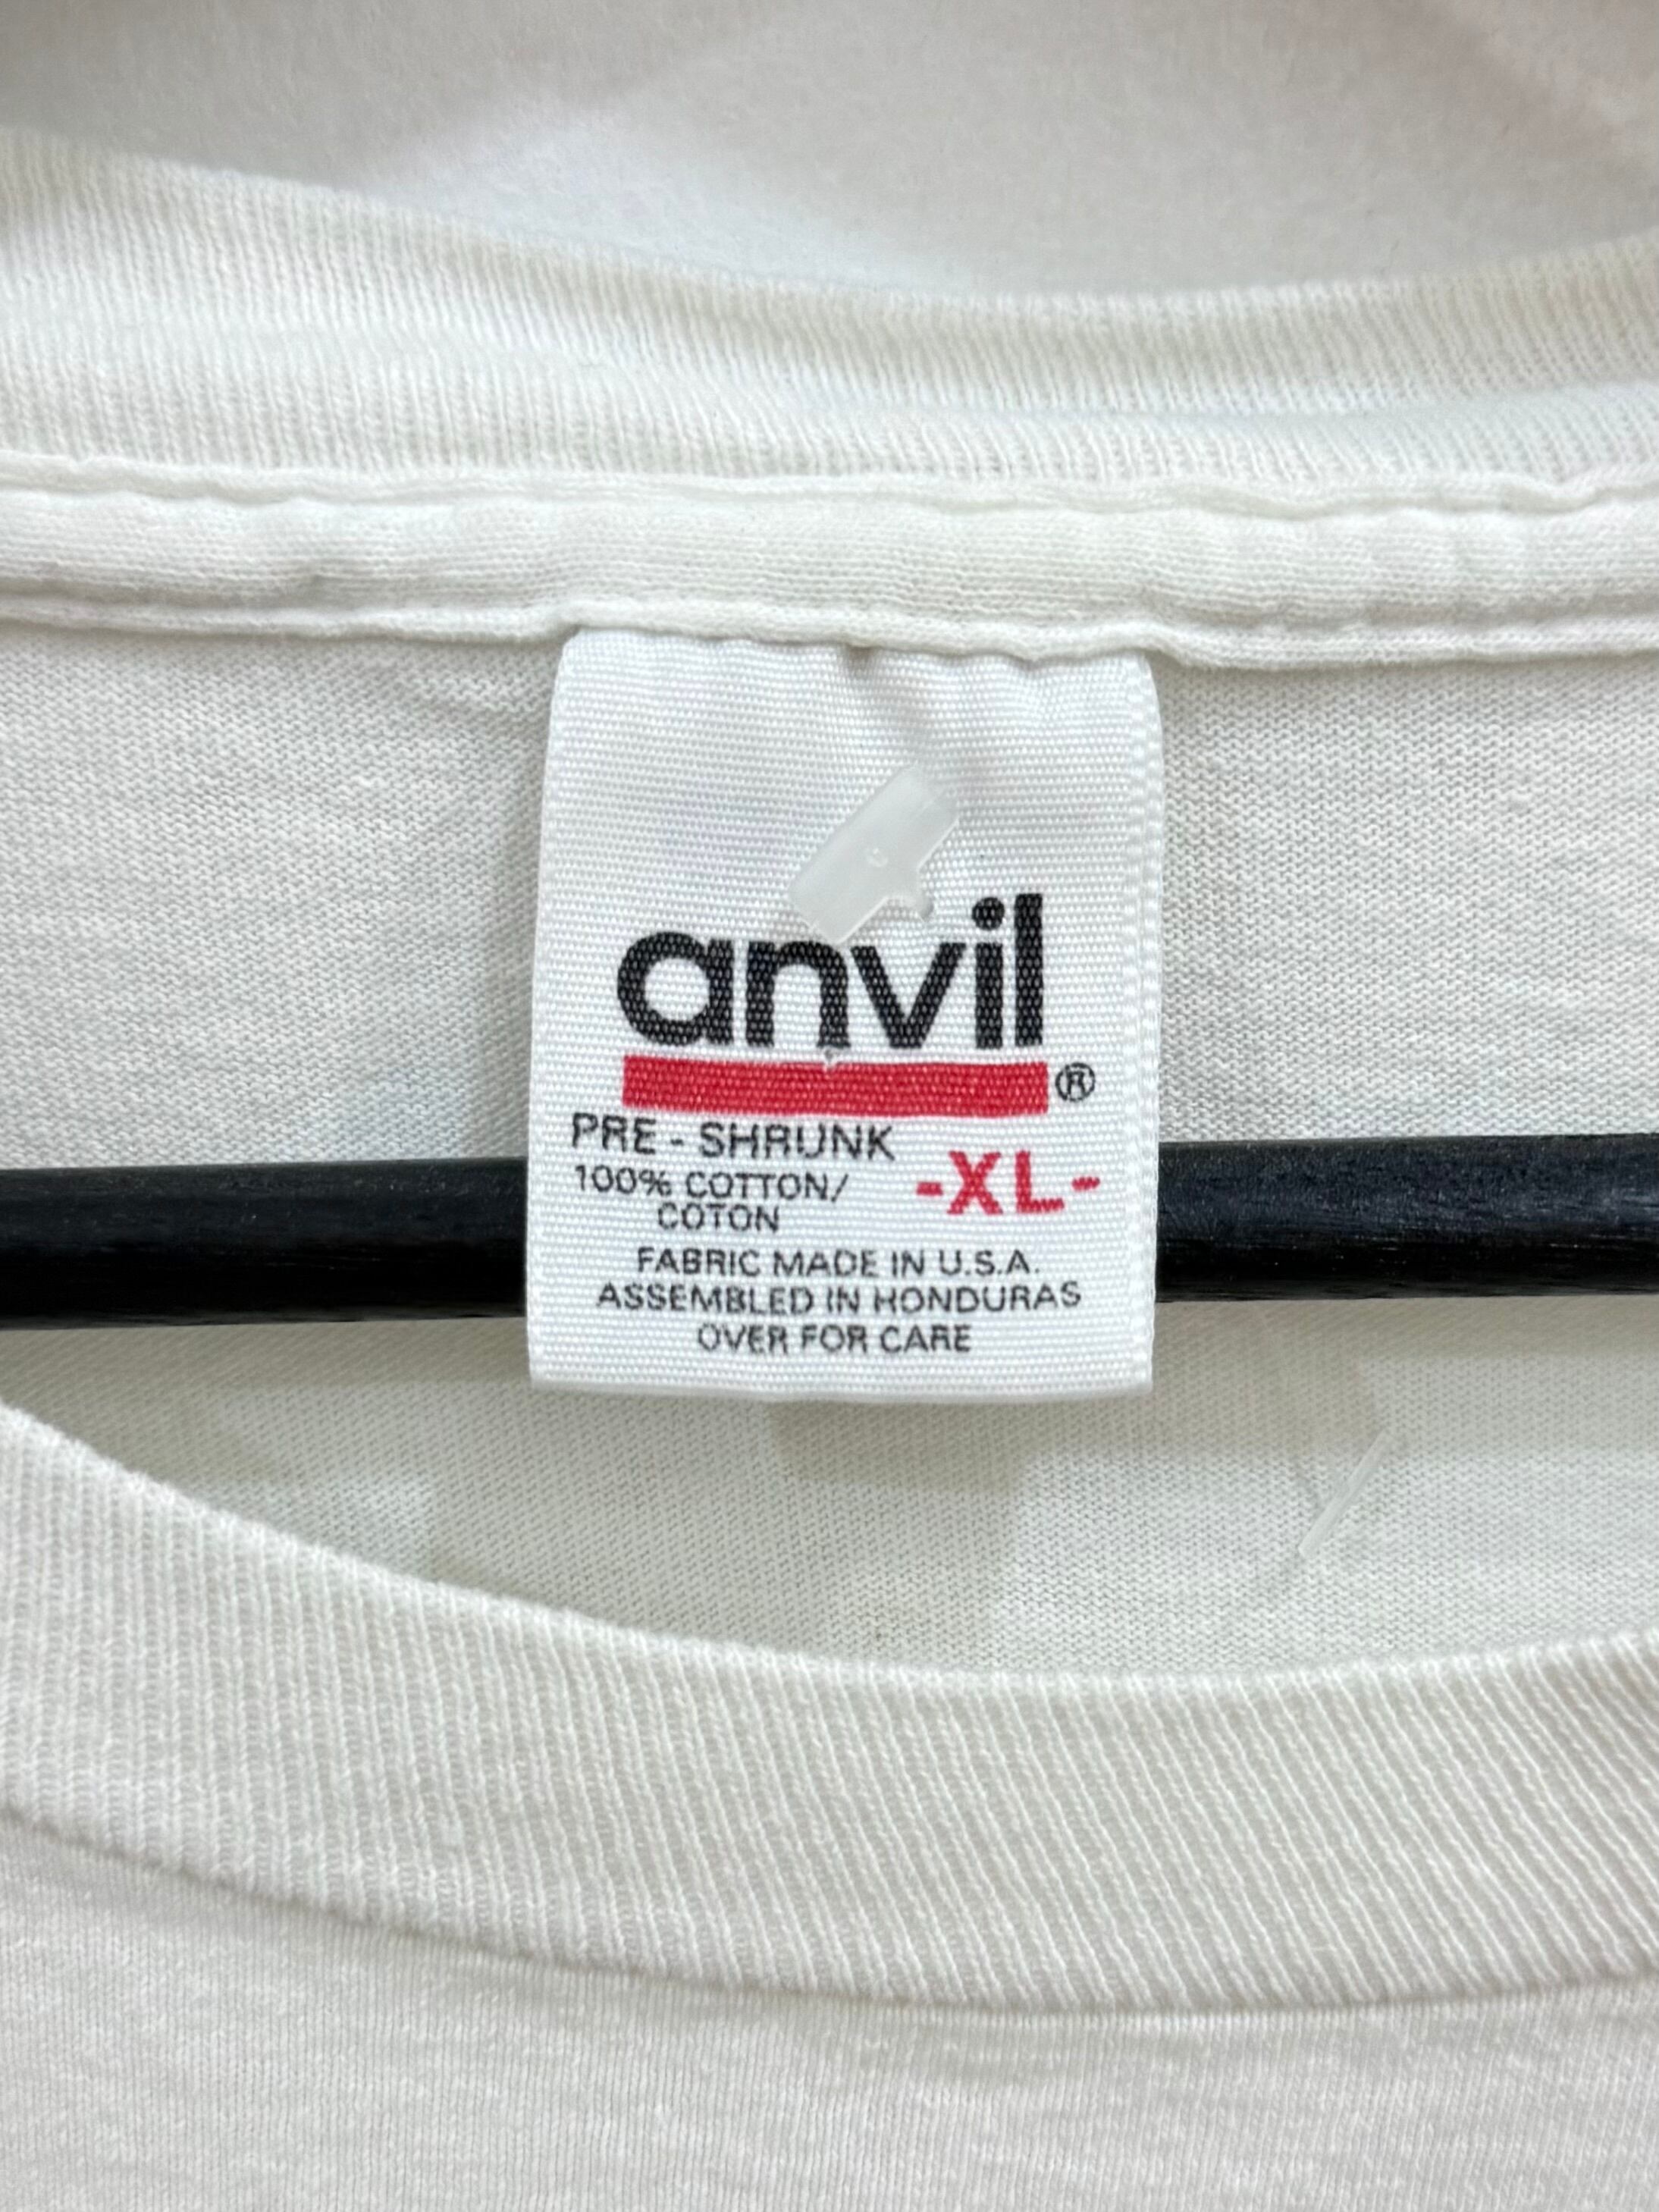 anvil®
PRE-SHRUNK
100% COTTON/
COTON
-XL-
FABRIC MADE IN U.S.A.
ASSEMBLED IN HONDURAS
OVER FOR CARE